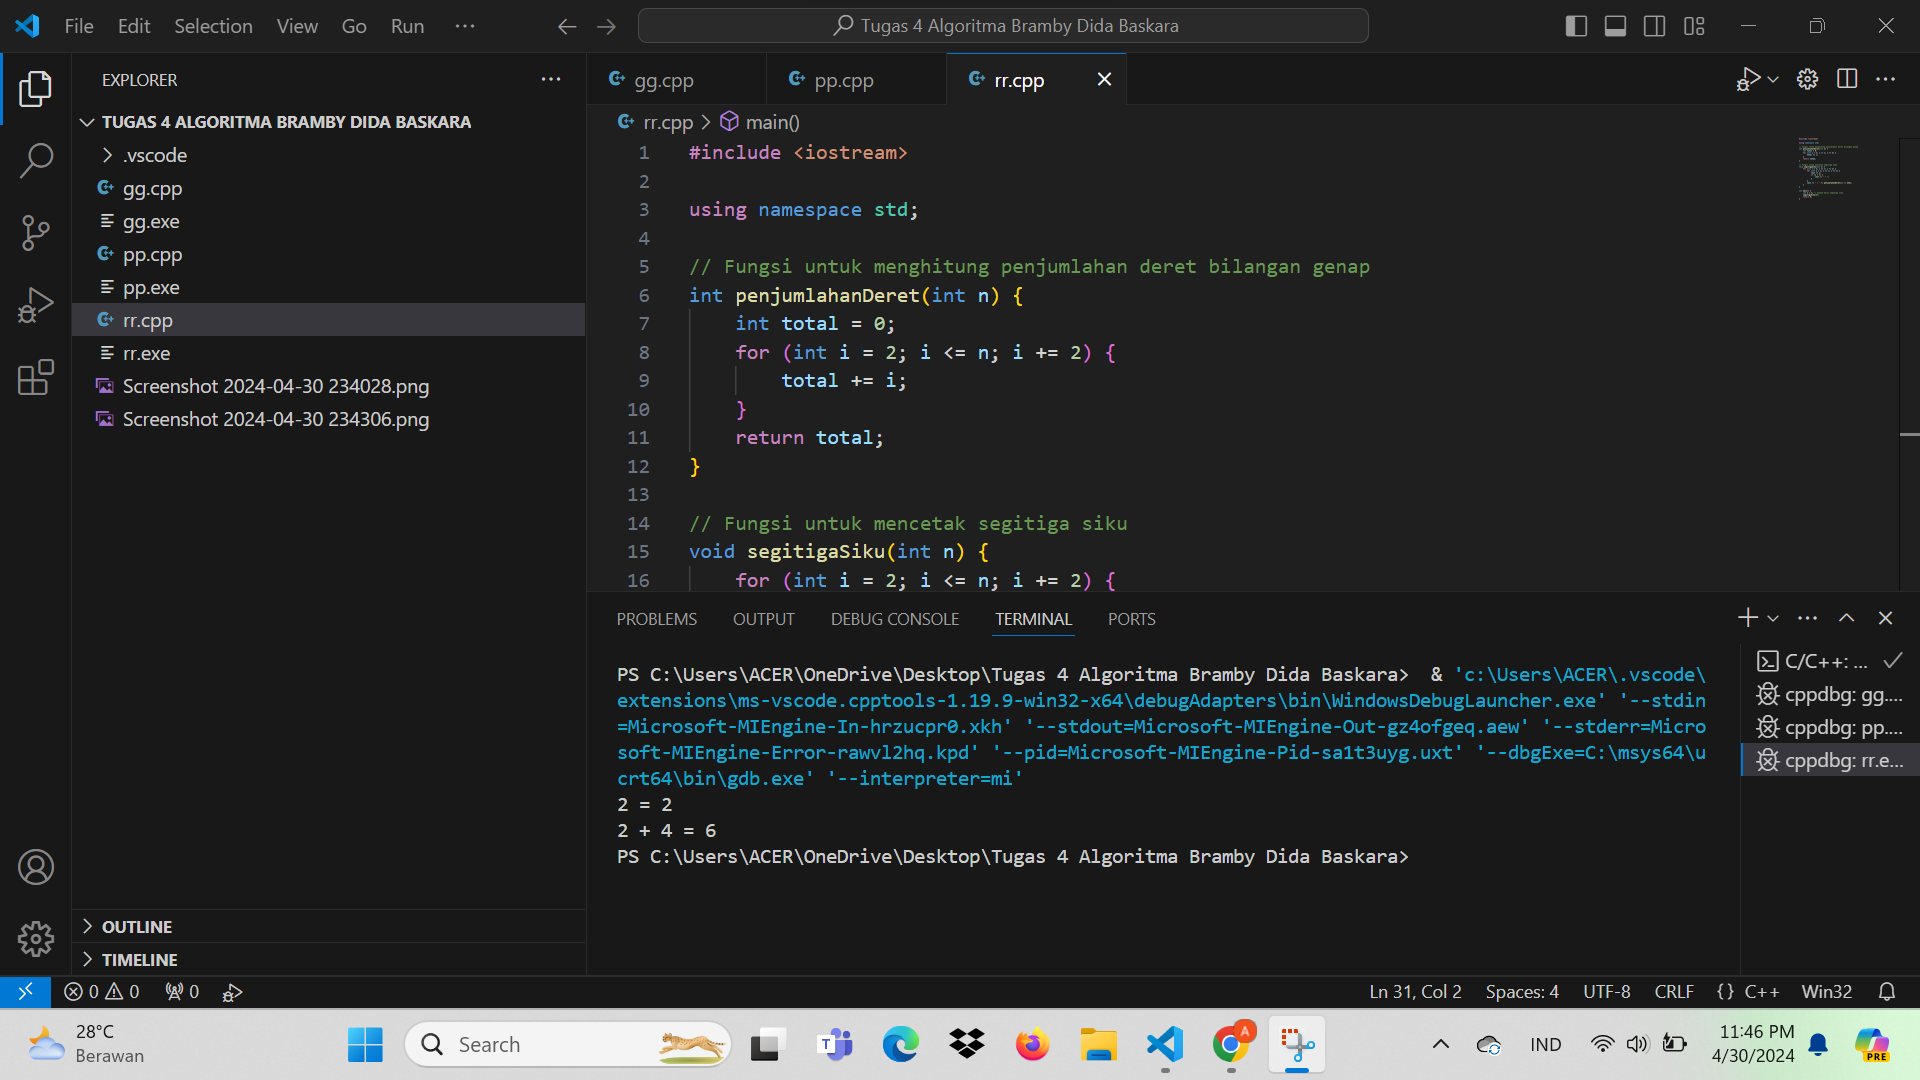 File Edit Selection View Go Run ···
Tugas 4 Algoritma Bramby Dida Baskara
EXPLORER
TUGAS 4 ALGORITMA BRAMBY DIDA BASKARA
.vscode
gg.cpp
gg.exe
pp.cpp
pp.exe
rr.cpp
rr.exe
Screenshot 2024-04-30 234028.png
Screenshot 2024-04-30 234306.png
OUTLINE
TIMELINE
gg.cpp pp.cpp rr.cpp
rr.cpp > main()
1 #include <iostream>
2
3 using namespace std;
4
5 // Fungsi untuk menghitung penjumlahan deret bilangan genap
6 int penjumlahanDeret(int n) {
7 int total = 0;
8 for (int i = 2; i <= n; i += 2) {
9 total += i;
10 }
11 return total;
12 }
13
14 // Fungsi untuk mencetak segitiga siku
15 void segitigaSiku(int n) {
16 for (int i = 2; i <= n; i += 2) {
PROBLEMS OUTPUT DEBUG CONSOLE TERMINAL PORTS
PS C:\Users\ACER\OneDrive\Desktop\Tugas 4 Algoritma Bramby Dida Baskara> & 'c:\Users\ACER\.vscode\
extensions\ms-vscode.cpptools-1.19.9-win32-x64\debugAdapters\bin\WindowsDebugLauncher.exe' '--stdin
=Microsoft-MIEngine-In-hrzucpr0.xkh' '--stdout=Microsoft-MIEngine-Out-gz4ofgeq.aew' '--stderr=Micro
soft-MIEngine-Error-rawvl2hq.kpd' '--pid=Microsoft-MIEngine-Pid-sa1t3uyg.uxt' '--dbgExe=C:\msys64\u
crt64\bin\gdb.exe' '--interpreter=mi'
2 = 2
2 + 4 = 6
PS C:\Users\ACER\OneDrive\Desktop\Tugas 4 Algoritma Bramby Dida Baskara>
C/C++: ...
cppdbg: gg....
cppdbg: pp....
cppdbg: rr.e...
0 0 0
Ln 31, Col 2 Spaces: 4 UTF-8 CRLF {} C++ Win32
28°C
Berawan
Search
T
A
IND
11:46 PM
4/30/2024
PRE